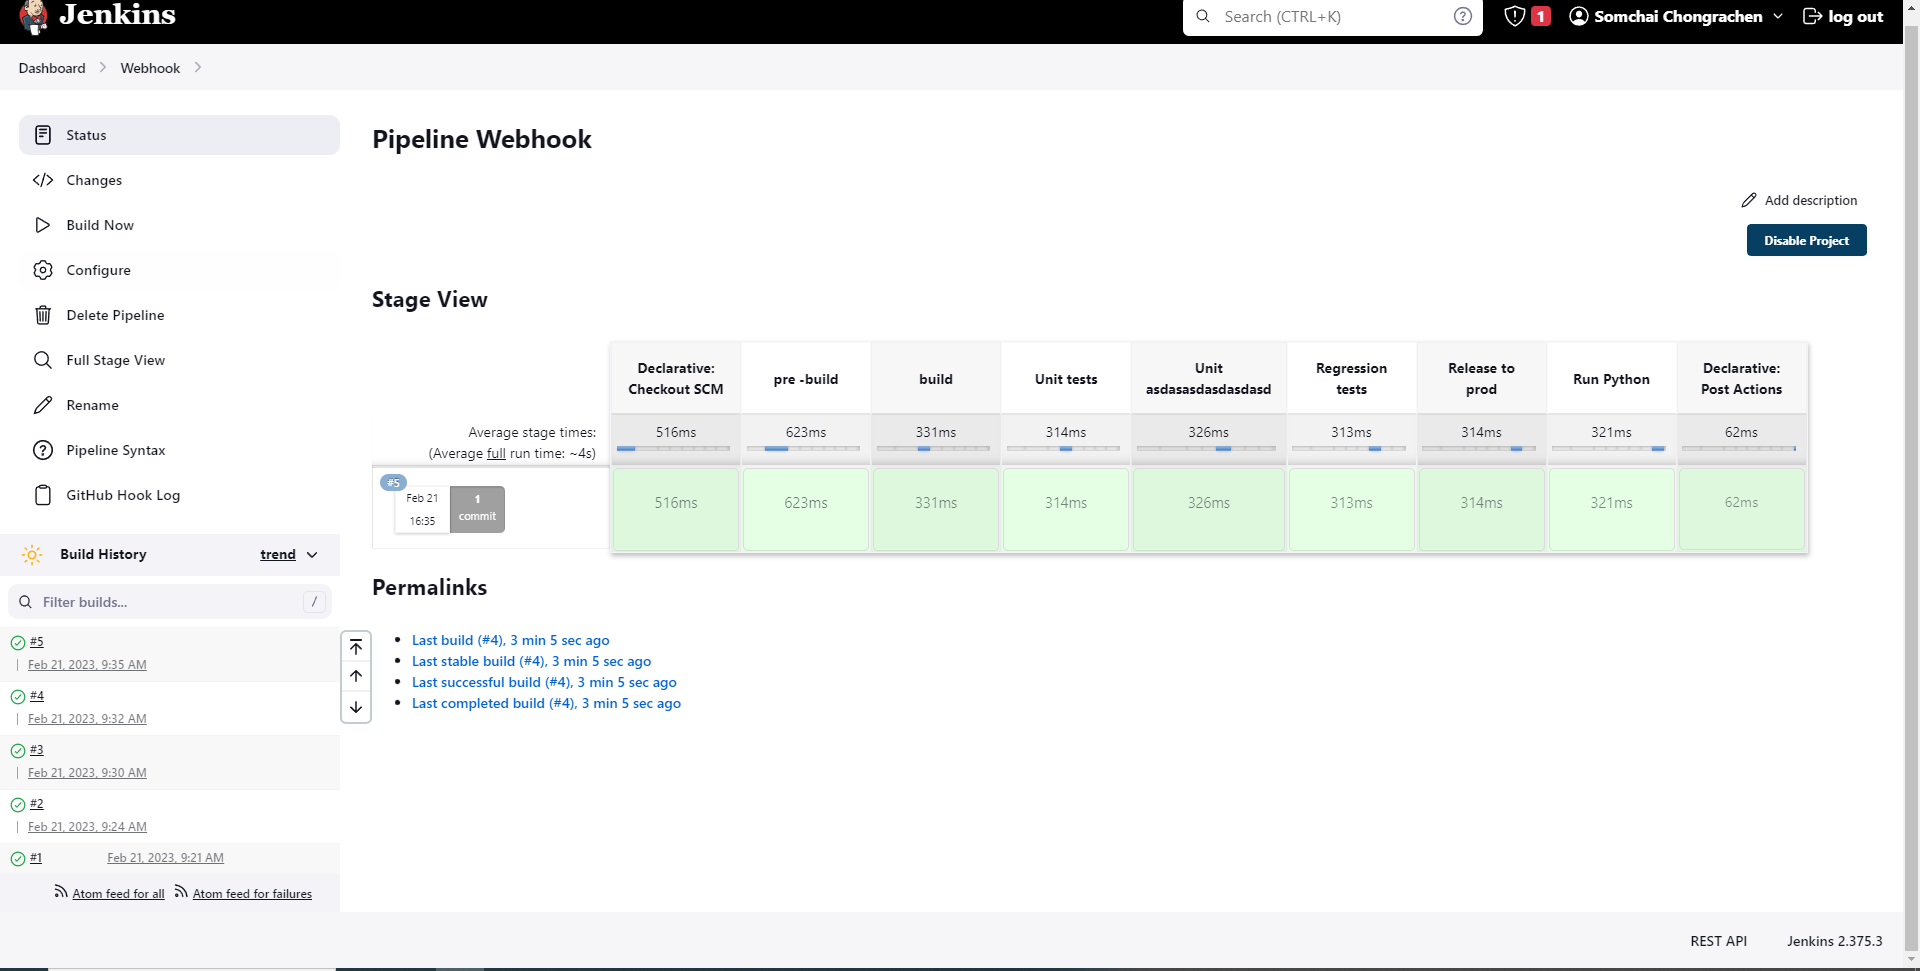 Jenkins
Search (CTRL+K)
1
Somchai Chongrachen
log out
Dashboard
Webhook
Status
Changes
Build Now
Configure
Delete Pipeline
Full Stage View
Rename
Pipeline Syntax
GitHub Hook Log
Build History
trend
Filter builds...
/
#5
Feb 21, 2023, 9:35 AM
#4
Feb 21, 2023, 9:32 AM
#3
Feb 21, 2023, 9:30 AM
#2
Feb 21, 2023, 9:24 AM
#1 Feb 21, 2023, 9:21 AM
Atom feed for all Atom feed for failures
Pipeline Webhook
Add description
Disable Project
Stage View
Declarative:
Checkout SCM
pre -build
build
Unit tests
Unit
asdasasdasdasdasd
Regression
tests
Release to
prod
Run Python
Declarative:
Post Actions
Average stage times:
(Average full run time: ~4s)
516ms 623ms 331ms 314ms 326ms 313ms 314ms 321ms 62ms
#5
Feb 21
16:35
1
commit
516ms 623ms 331ms 314ms 326ms 313ms 314ms 321ms 62ms
Permalinks
Last build (#4), 3 min 5 sec ago
Last stable build (#4), 3 min 5 sec ago
Last successful build (#4), 3 min 5 sec ago
Last completed build (#4), 3 min 5 sec ago
REST API
Jenkins 2.375.3